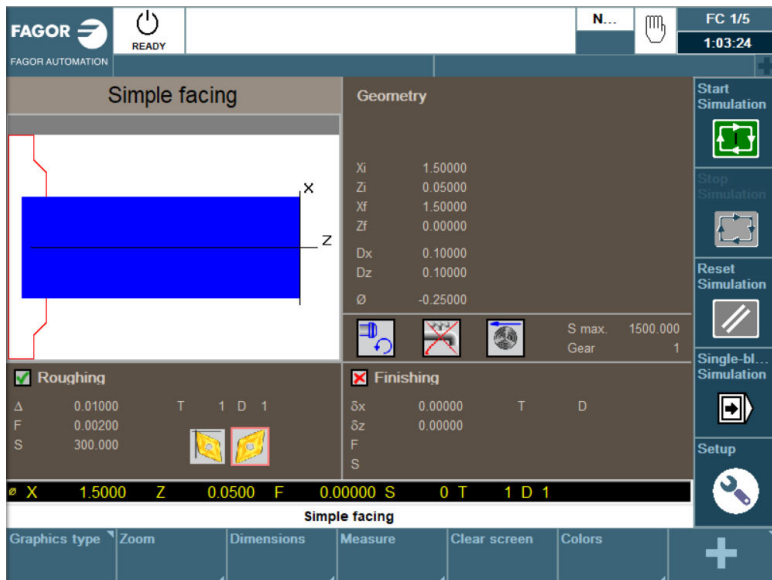 FAGOR
READY
N...
FC 1/5
1:03:24
FAGOR AUTOMATION
Simple facing
Geometry
X
Z
Xi 1.50000
Zi 0.05000
Xf 1.50000
Zf 0.00000
Dx 0.10000
Dz 0.10000
Ø -0.25000
S max. 1500.000
Gear 1
Roughing
Δ 0.01000 T 1 D 1
F 0.00200
S 300.000
Finishing
δx 0.00000 T D
δz 0.00000
F
S
ø X 1.5000 Z 0.0500 F 0.00000 S 0 T 1 D 1
Simple facing
Start
Simulation
Stop
Simulation
Reset
Simulation
Single-bl...
Simulation
Setup
Graphics type Zoom Dimensions Measure Clear screen Colors